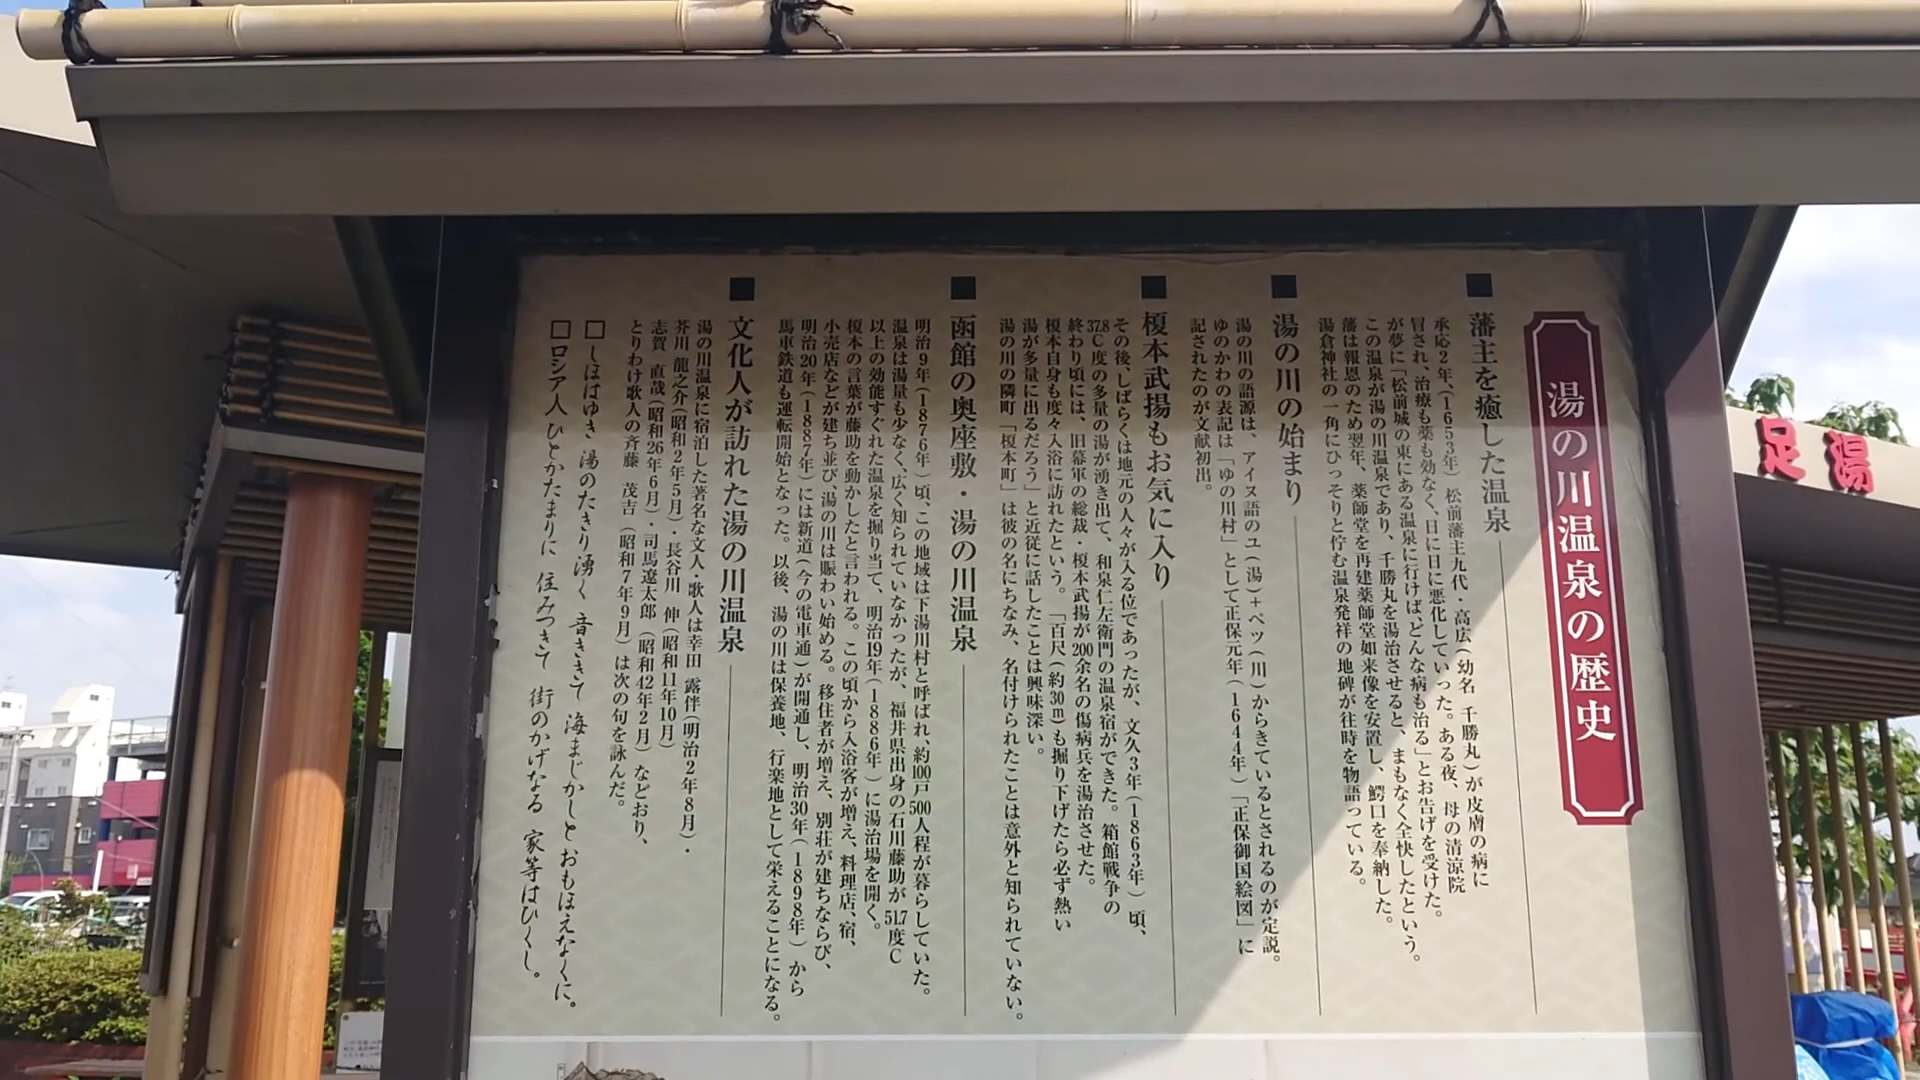 湯の川温泉の歴史
■藩主を癒した温泉
承応2年、(1653年) 松前藩主九代・高広(幼名 千勝丸)が皮膚の病に
冒され、治療も薬も効なく、日に日に悪化していった。ある夜、母の清涼院
が夢に「松前城の東にある温泉に行けば、どんな病も治る」とお告げを受けた。
この温泉が湯の川温泉であり、千勝丸を湯治させると、まもなく全快したという。
藩は報恩のため翌年、薬師堂を再建薬師堂如来像を安置し、鰐口を奉納した。
湯倉神社の一角にひっそりと佇む温泉発祥の地碑が往時を物語っている。
■湯の川の始まり
湯の川の語源は、アイヌ語のユ(湯)+ペツ(川)からきているとされるのが定説。
ゆのかわの表記は「ゆの川村」として正保元年(1644年)「正保御国絵図」に
記されたのが文献初出。
■榎本武揚もお気に入り
その後、しばらくは地元の人々が入る位であったが、文久3年(1863年)頃、
37.8C度の多量の湯が湧き出て、和泉仁左衛門の温泉宿ができた。箱館戦争の
終わり頃には、旧幕軍の総裁・榎本武揚が200余名の傷病兵を湯治させた。
榎本自身も度々入浴に訪れたという。「百尺(約30m)も掘り下げたら必ず熱い
湯が多量に出るだろう」と近従に話したことは興味深い。
湯の川の隣町「榎本町」は彼の名にちなみ、名付けられたことは意外と知られていない。
■函館の奥座敷・湯の川温泉
明治9年(1876年)頃、この地域は下湯川村と呼ばれ、約100戸500人程が暮らしていた。
温泉は湯量も少なく、広く知られていなかったが、福井県出身の石川藤助が51.7度C
以上の効能すぐれた温泉を掘り当て、明治19年(1886年)に湯治場を開く。
榎本の言葉が藤助を動かしたと言われる。この頃から入浴客が増え、料理店、宿、
小売店などが建ち並び、湯の川は賑わい始める。移住者が増え、別荘が建ちならび、
明治20年(1887年)には新道(今の電車通)が開通し、明治30年(1898年)から
馬車鉄道も運転開始となった。以後、湯の川は保養地、行楽地として栄えることになる。
■文化人が訪れた湯の川温泉
湯の川温泉に宿泊した著名な文人・歌人は幸田 露伴(明治2年8月)・
芥川 龍之介(昭和2年5月)・長谷川 伸(昭和11年10月)
志賀 直哉(昭和26年6月)・司馬遼太郎(昭和42年2月)などおり、
とりわけ歌人の斉藤 茂吉(昭和7年9月)は次の句を詠んだ。
□しほはゆき 湯のたぎり湧く 音ききて 海まぢかしと おもほえなくに。
□ロシア人 ひとかたまりに 住みつきて 街のかげなる 家等はひくし。
足湯